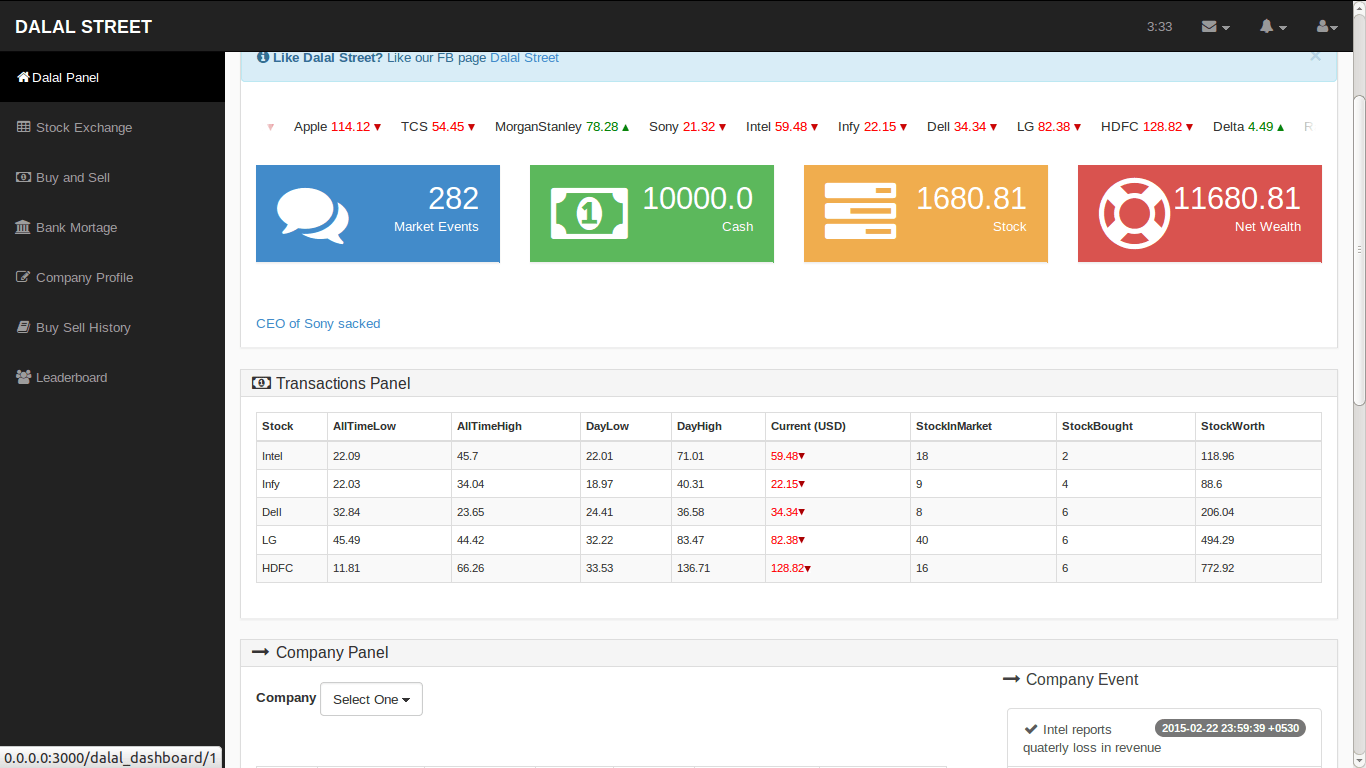 DALAL STREET
3:33
Dalal Panel
Stock Exchange
Buy and Sell
Bank Mortage
Company Profile
Buy Sell History
Leaderboard
Like Dalal Street? Like our FB page Dalal Street ×
▼ Apple 114.12 ▼ TCS 54.45 ▼ MorganStanley 78.28 ▲ Sony 21.32 ▼ Intel 59.48 ▼ Infy 22.15 ▼ Dell 34.34 ▼ LG 82.38 ▼ HDFC 128.82 ▼ Delta 4.49 ▲ R
282
Market Events
10000.0
Cash
1680.81
Stock
11680.81
Net Wealth
CEO of Sony sacked
Transactions Panel
Stock AllTimeLow AllTimeHigh DayLow DayHigh Current (USD) StockInMarket StockBought StockWorth
Intel 22.09 45.7 22.01 71.01 59.48▼ 18 2 118.96
Infy 22.03 34.04 18.97 40.31 22.15▼ 9 4 88.6
Dell 32.84 23.65 24.41 36.58 34.34▼ 8 6 206.04
LG 45.49 44.42 32.22 83.47 82.38▼ 40 6 494.29
HDFC 11.81 66.26 33.53 136.71 128.82▼ 16 6 772.92
Company Panel
Company Select One
Company Event
Intel reports 2015-02-22 23:59:39 +0530
quaterly loss in revenue
0.0.0.0:3000/dalal_dashboard/1